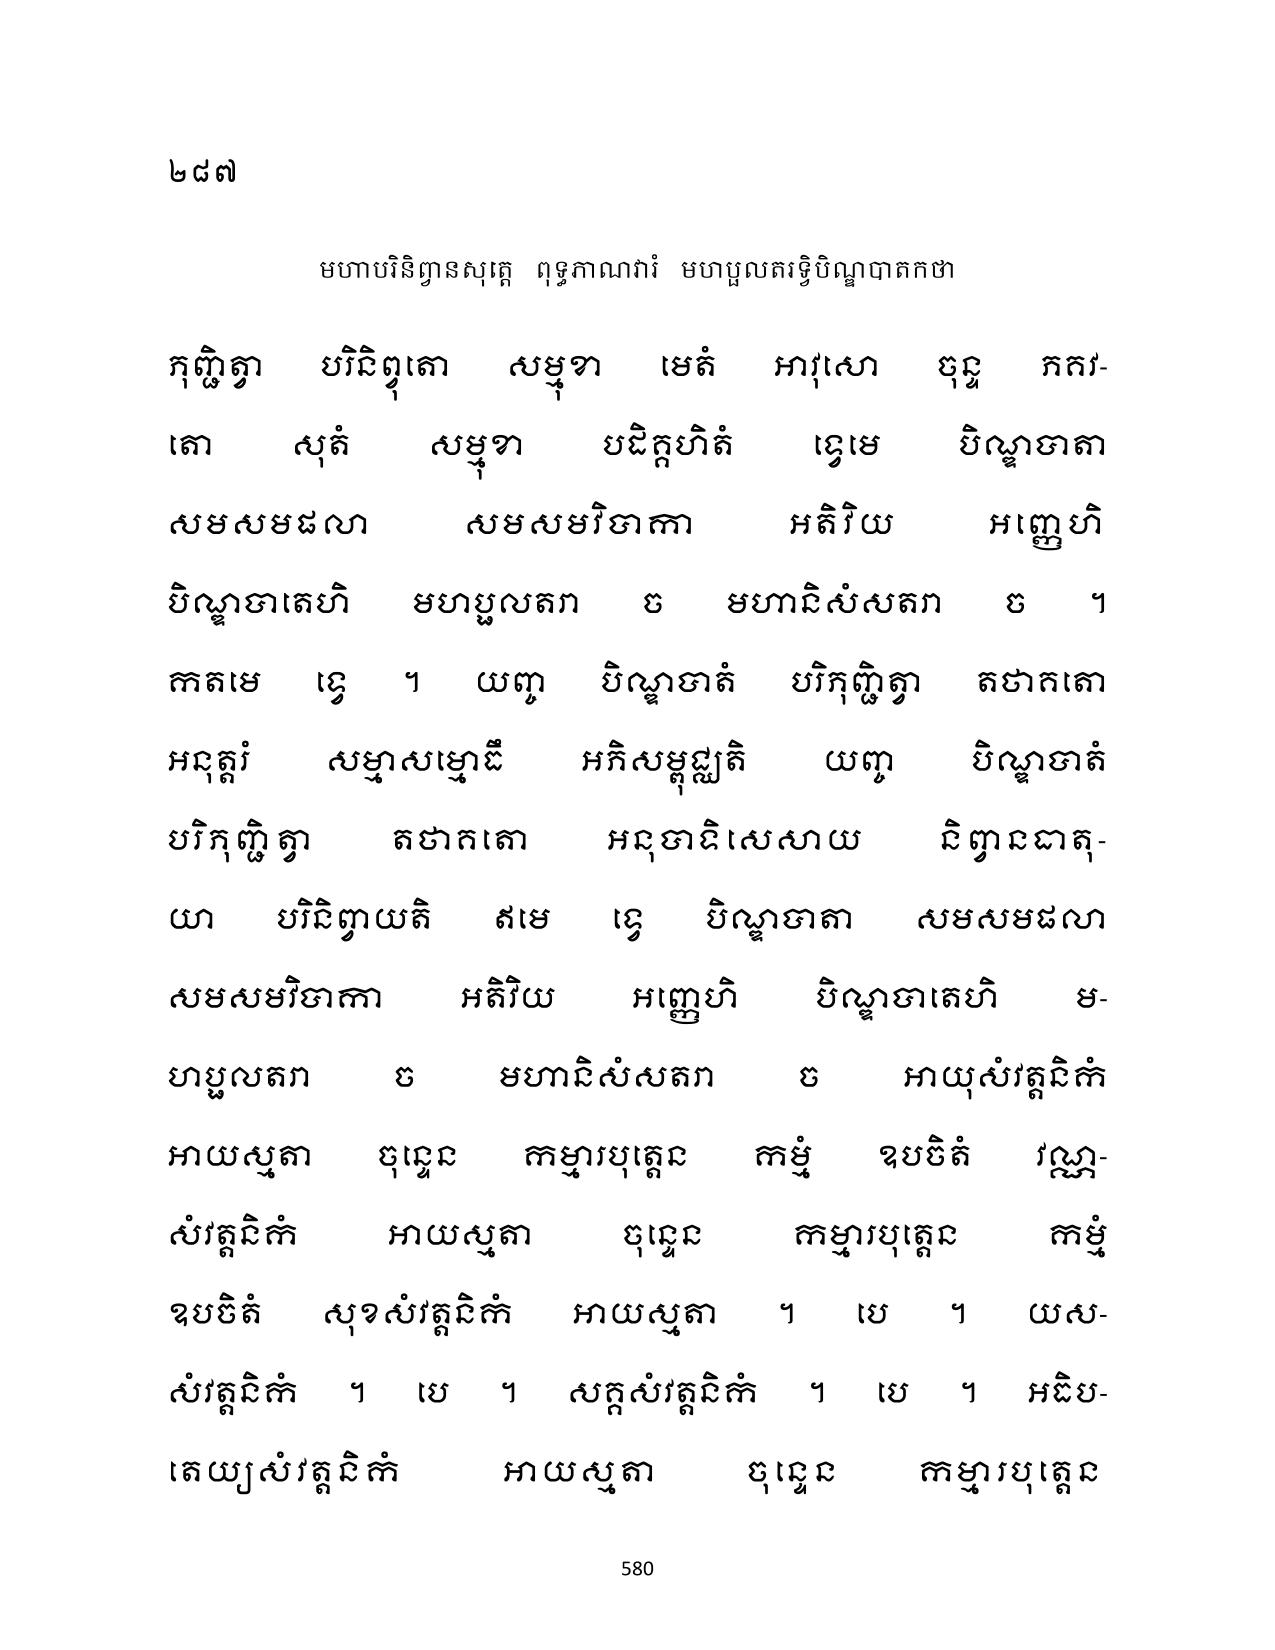 ២៨៧
មហាបរិនិព្វានសុត្តេ ពុទ្ធភាណវារំ មហប្ផលតរទ្វិបិណ្ឌបាតកថា
ភុញ្ជិត្វា បរិនិព្វុតោ សម្មុខា មេតំ អាវុសោ ចុន្ទ ភគវ-
តោ សុតំ សម្មុខា បដិគ្គហិតំ ទ្វេមេ បិណ្ឌបាតា
សមសមផលា សមសមវិបាកា អតិវិយ អញ្ញេហិ
បិណ្ឌបាតេហិ មហប្ផលតរា ច មហានិសំសតរា ច ។
កតមេ ទ្វេ ។ យញ្ច បិណ្ឌបាតំ បរិភុញ្ជិត្វា តថាគតោ
អនុត្តរំ សម្មាសម្ពោធឹ អភិសម្ពុជ្ឈតិ យញ្ច បិណ្ឌបាតំ
បរិភុញ្ជិត្វា តថាគតោ អនុបាទិសេសាយ និព្វានធាតុ-
យា បរិនិព្វាយតិ ឥមេ ទ្វេ បិណ្ឌបាតា សមសមផលា
សមសមវិបាកា អតិវិយ អញ្ញេហិ បិណ្ឌបាតេហិ ម-
ហប្ផលតរា ច មហានិសំសតរា ច អាយុសំវត្តនិកំ
អាយស្មតា ចុន្ទេន កម្មារបុត្តេន កម្មំ ឧបចិតំ វណ្ណ-
សំវត្តនិកំ អាយស្មតា ចុន្ទេន កម្មារបុត្តេន កម្មំ
ឧបចិតំ សុខសំវត្តនិកំ អាយស្មតា ។ បេ ។ យស-
សំវត្តនិកំ ។ បេ ។ សគ្គសំវត្តនិកំ ។ បេ ។ អធិប-
តេយ្យសំវត្តនិកំ អាយស្មតា ចុន្ទេន កម្មារបុត្តេន
580